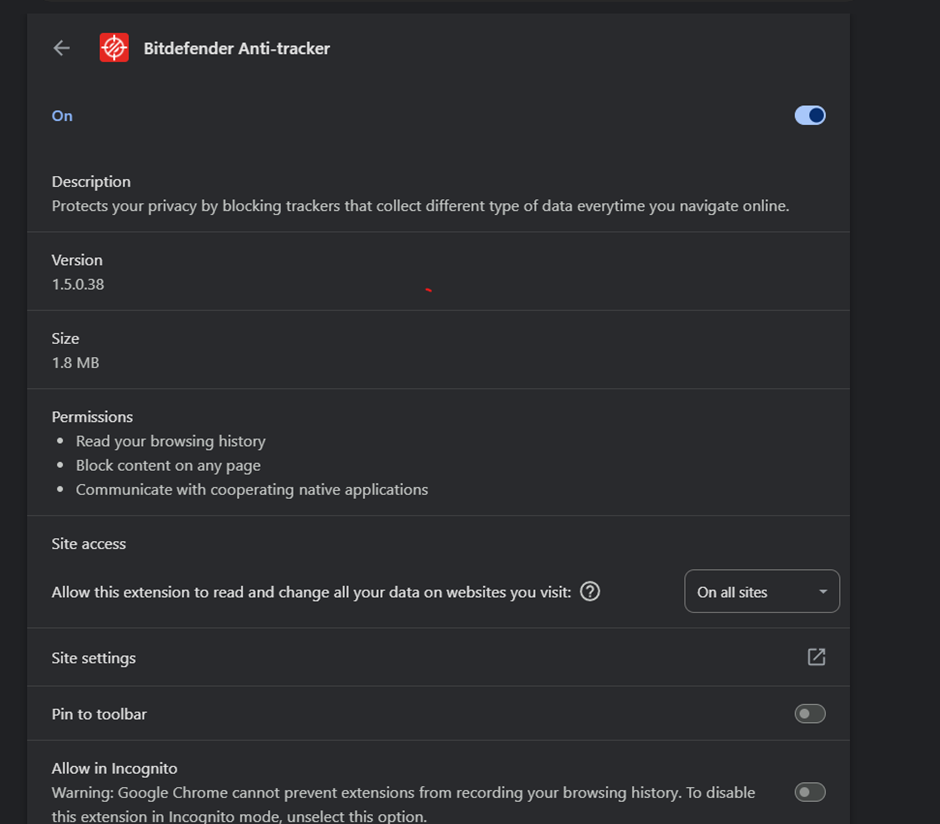 Bitdefender Anti-tracker
On
Description
Protects your privacy by blocking trackers that collect different type of data everytime you navigate online.
Version
1.5.0.38
Size
1.8 MB
Permissions
Read your browsing history
Block content on any page
Communicate with cooperating native applications
Site access
Allow this extension to read and change all your data on websites you visit: ?
On all sites
Site settings
Pin to toolbar
Allow in Incognito
Warning: Google Chrome cannot prevent extensions from recording your browsing history. To disable
this extension in Incognito mode, unselect this option.